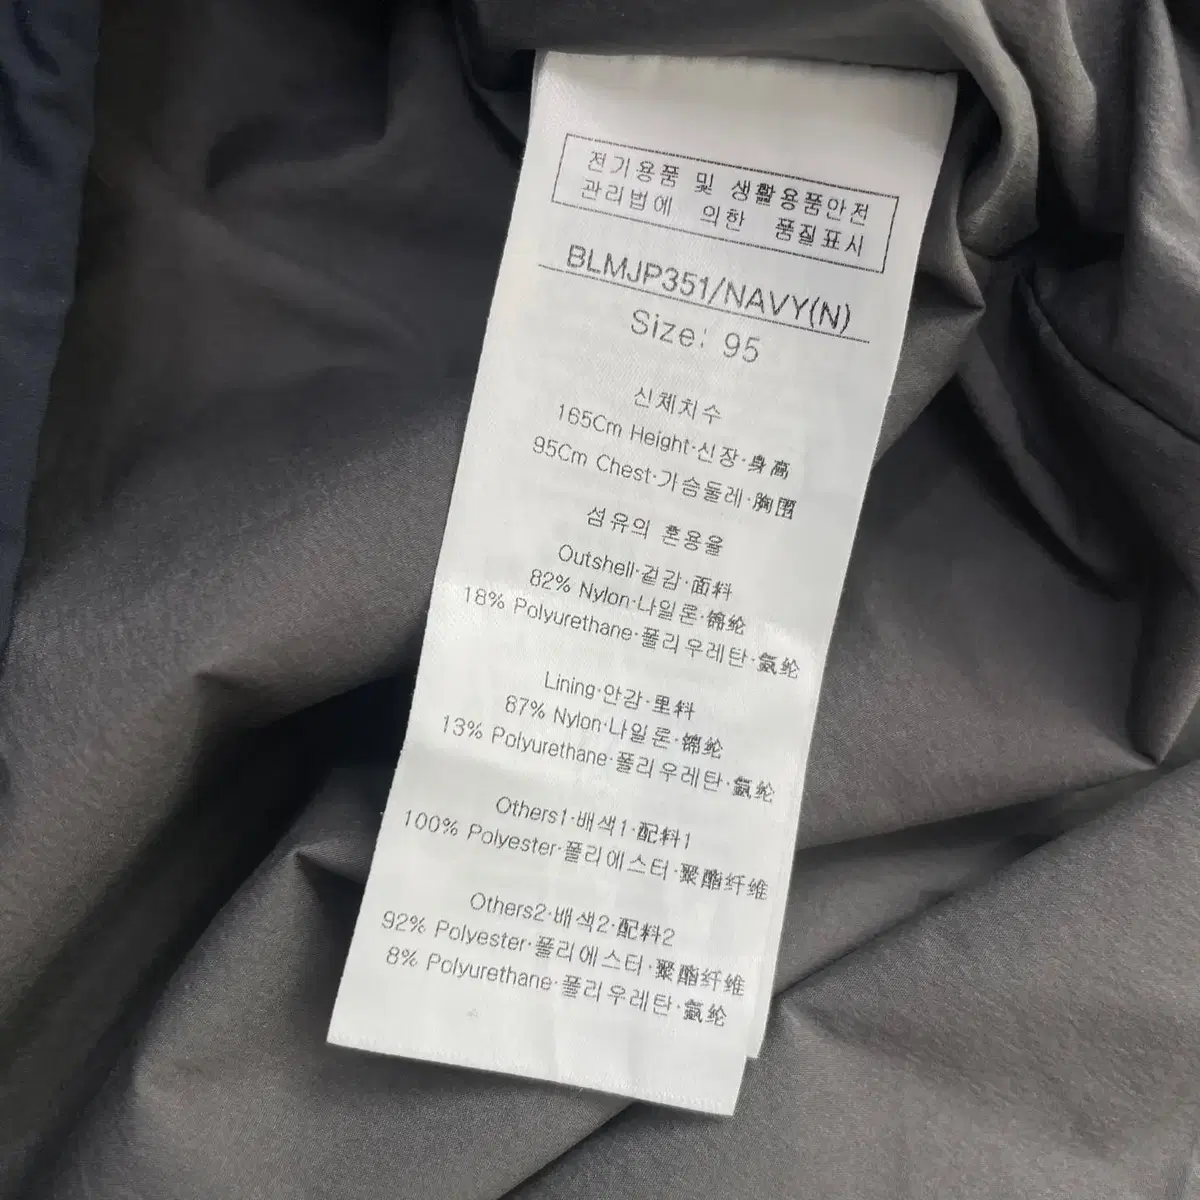 전기용품 및 생활용품안전
관리법에 의한 품질표시
BLMJP351/NAVY(N)
Size: 95
신체치수
165Cm Height·신장·身高
95Cm Chest·가슴둘레·胸围
섬유의 혼용율
Outshell·겉감·面料
82% Nylon·나일론·锦纶
18% Polyurethane·폴리우레탄·氨纶
Lining·안감·里料
87% Nylon·나일론·锦纶
13% Polyurethane·폴리우레탄·氨纶
Others1·배색1·配料1
100% Polyester·폴리에스터·聚酯纤维
Others2·배색2·配料2
92% Polyester·폴리에스터·聚酯纤维
8% Polyurethane·폴리우레탄·氨纶